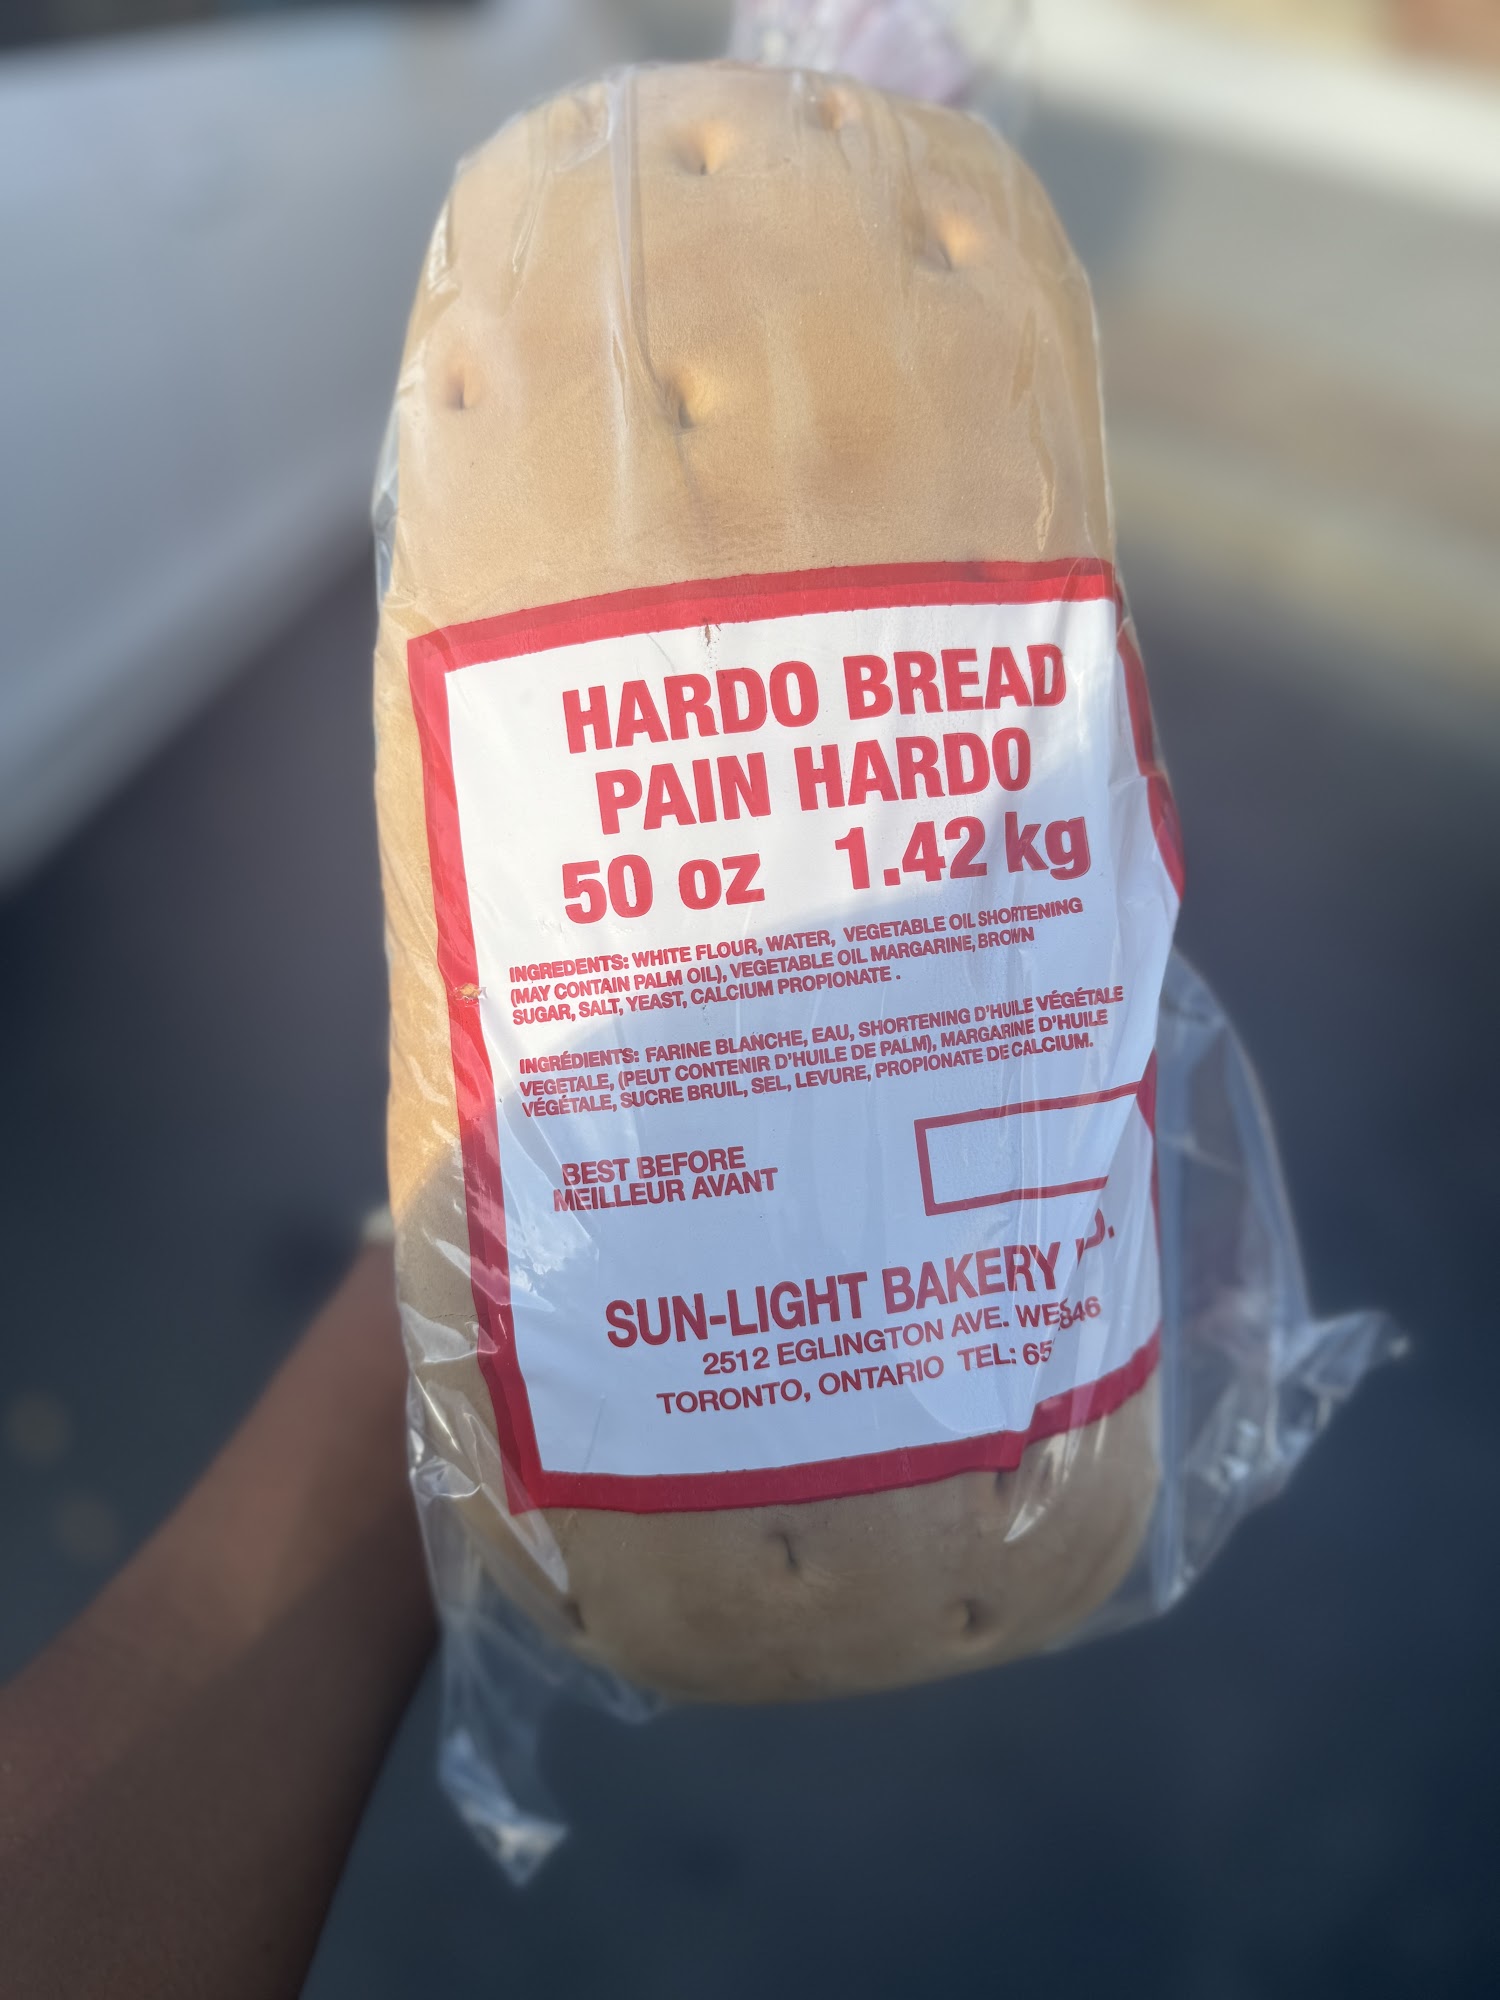 HARDO BREAD
PAIN HARDO
50 oz 1.42 kg
INGREDENTS: WHITE FLOUR, WATER, VEGETABLE OIL SHORTENING
(MAY CONTAIN PALM OIL), VEGETABLE OIL MARGARINE, BROWN
SUGAR, SALT, YEAST, CALCIUM PROPIONATE .
INGRÉDIENTS: FARINE BLANCHE, EAU, SHORTENING D'HUILE VÉGÉTALE
VEGETALE, (PEUT CONTENIR D'HUILE DE PALM), MARGARINE D'HUILE
VÉGÉTALE, SUCRE BRUIL, SEL, LEVURE, PROPIONATE DE CALCIUM.
BEST BEFORE
MEILLEUR AVANT
SUN-LIGHT BAKERY
2512 EGLINGTON AVE.
TORONTO, ONTARIO TEL: